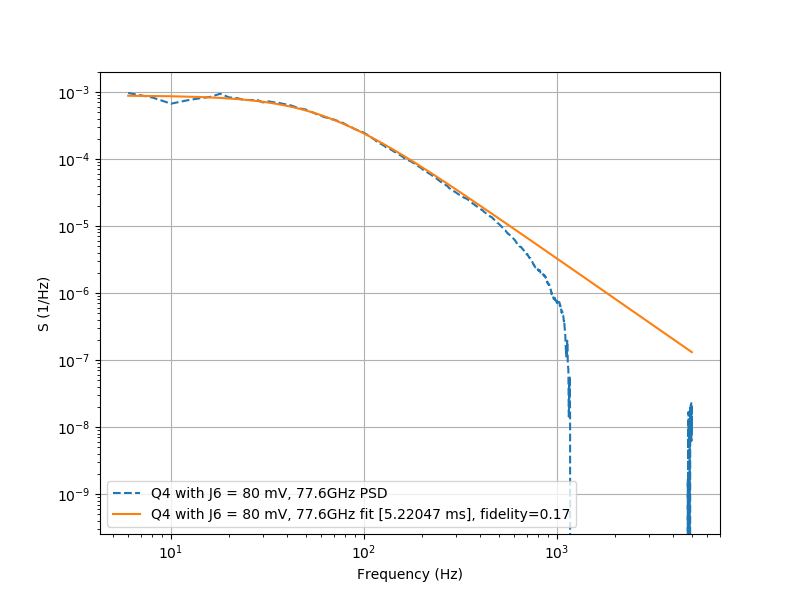 10⁻³
10⁻⁴
10⁻⁵
10⁻⁶
10⁻⁷
10⁻⁸
10⁻⁹
S (1/Hz)
Q4 with J6 = 80 mV, 77.6GHz PSD
Q4 with J6 = 80 mV, 77.6GHz fit [5.22047 ms], fidelity=0.17
10¹ 10² 10³
Frequency (Hz)